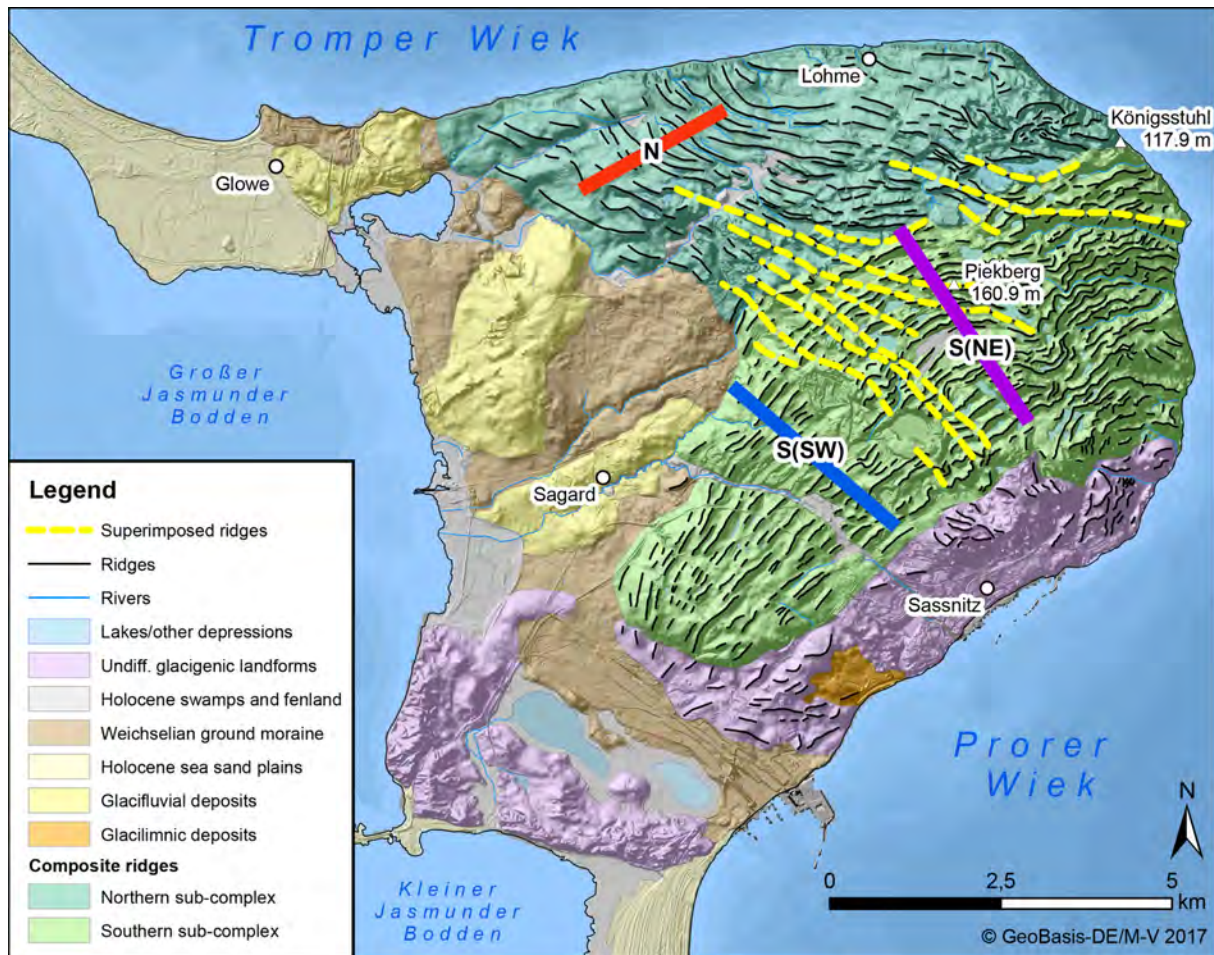 Tromper Wiek
Lohme
Königsstuhl
117.9 m
N
Glowe
Piekberg
160.9 m
S(NE)
Großer
Jasmunder
Bodden
S(SW)
Sagard
Sassnitz
Prorer
Wiek
Kleiner
Jasmunder
Bodden
Legend
Superimposed ridges
Ridges
Rivers
Lakes/other depressions
Undiff. glacigenic landforms
Holocene swamps and fenland
Weichselian ground moraine
Holocene sea sand plains
Glacifluvial deposits
Glacilimnic deposits
Composite ridges
Northern sub-complex
Southern sub-complex
N
0 2,5 5
km
© GeoBasis-DE/M-V 2017